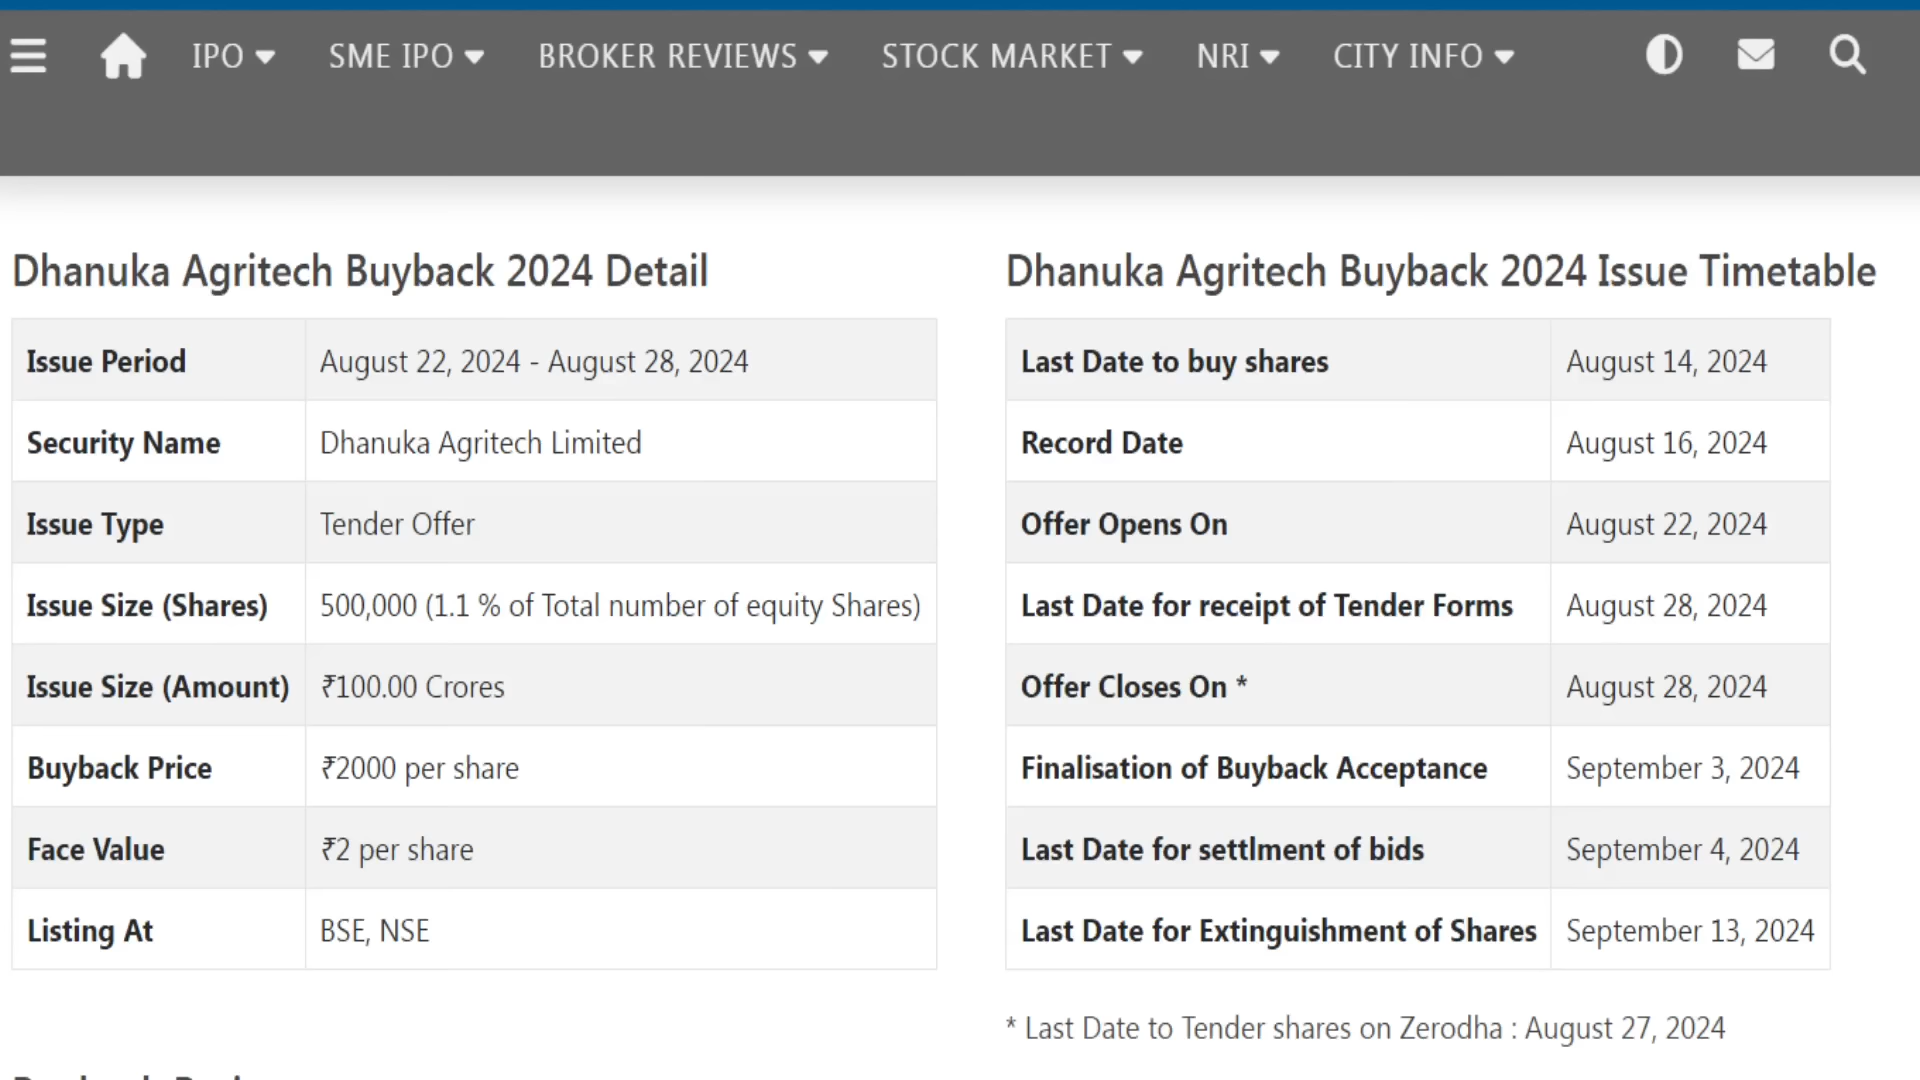 IPO SME IPO BROKER REVIEWS STOCK MARKET NRI CITY INFO
Dhanuka Agritech Buyback 2024 Detail
Issue Period August 22, 2024 - August 28, 2024
Security Name Dhanuka Agritech Limited
Issue Type Tender Offer
Issue Size (Shares) 500,000 (1.1 % of Total number of equity Shares)
Issue Size (Amount) ₹100.00 Crores
Buyback Price ₹2000 per share
Face Value ₹2 per share
Listing At BSE, NSE
Dhanuka Agritech Buyback 2024 Issue Timetable
Last Date to buy shares August 14, 2024
Record Date August 16, 2024
Offer Opens On August 22, 2024
Last Date for receipt of Tender Forms August 28, 2024
Offer Closes On * August 28, 2024
Finalisation of Buyback Acceptance September 3, 2024
Last Date for settlment of bids September 4, 2024
Last Date for Extinguishment of Shares September 13, 2024
* Last Date to Tender shares on Zerodha : August 27, 2024